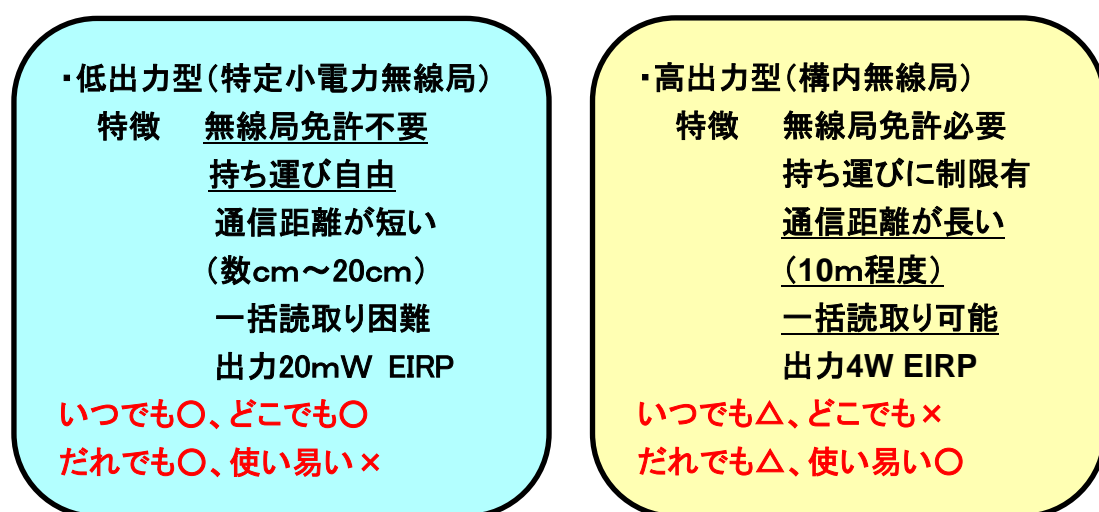 ・低出力型(特定小電力無線局)
特徴 無線局免許不要
持ち運び自由
通信距離が短い
(数cm～20cm)
一括読取り困難
出力20mW EIRP
いつでも〇、どこでも〇
だれでも〇、使い易い×
・高出力型(構内無線局)
特徴 無線局免許必要
持ち運びに制限有
通信距離が長い
(10m程度)
一括読取り可能
出力4W EIRP
いつでも△、どこでも×
だれでも△、使い易い〇